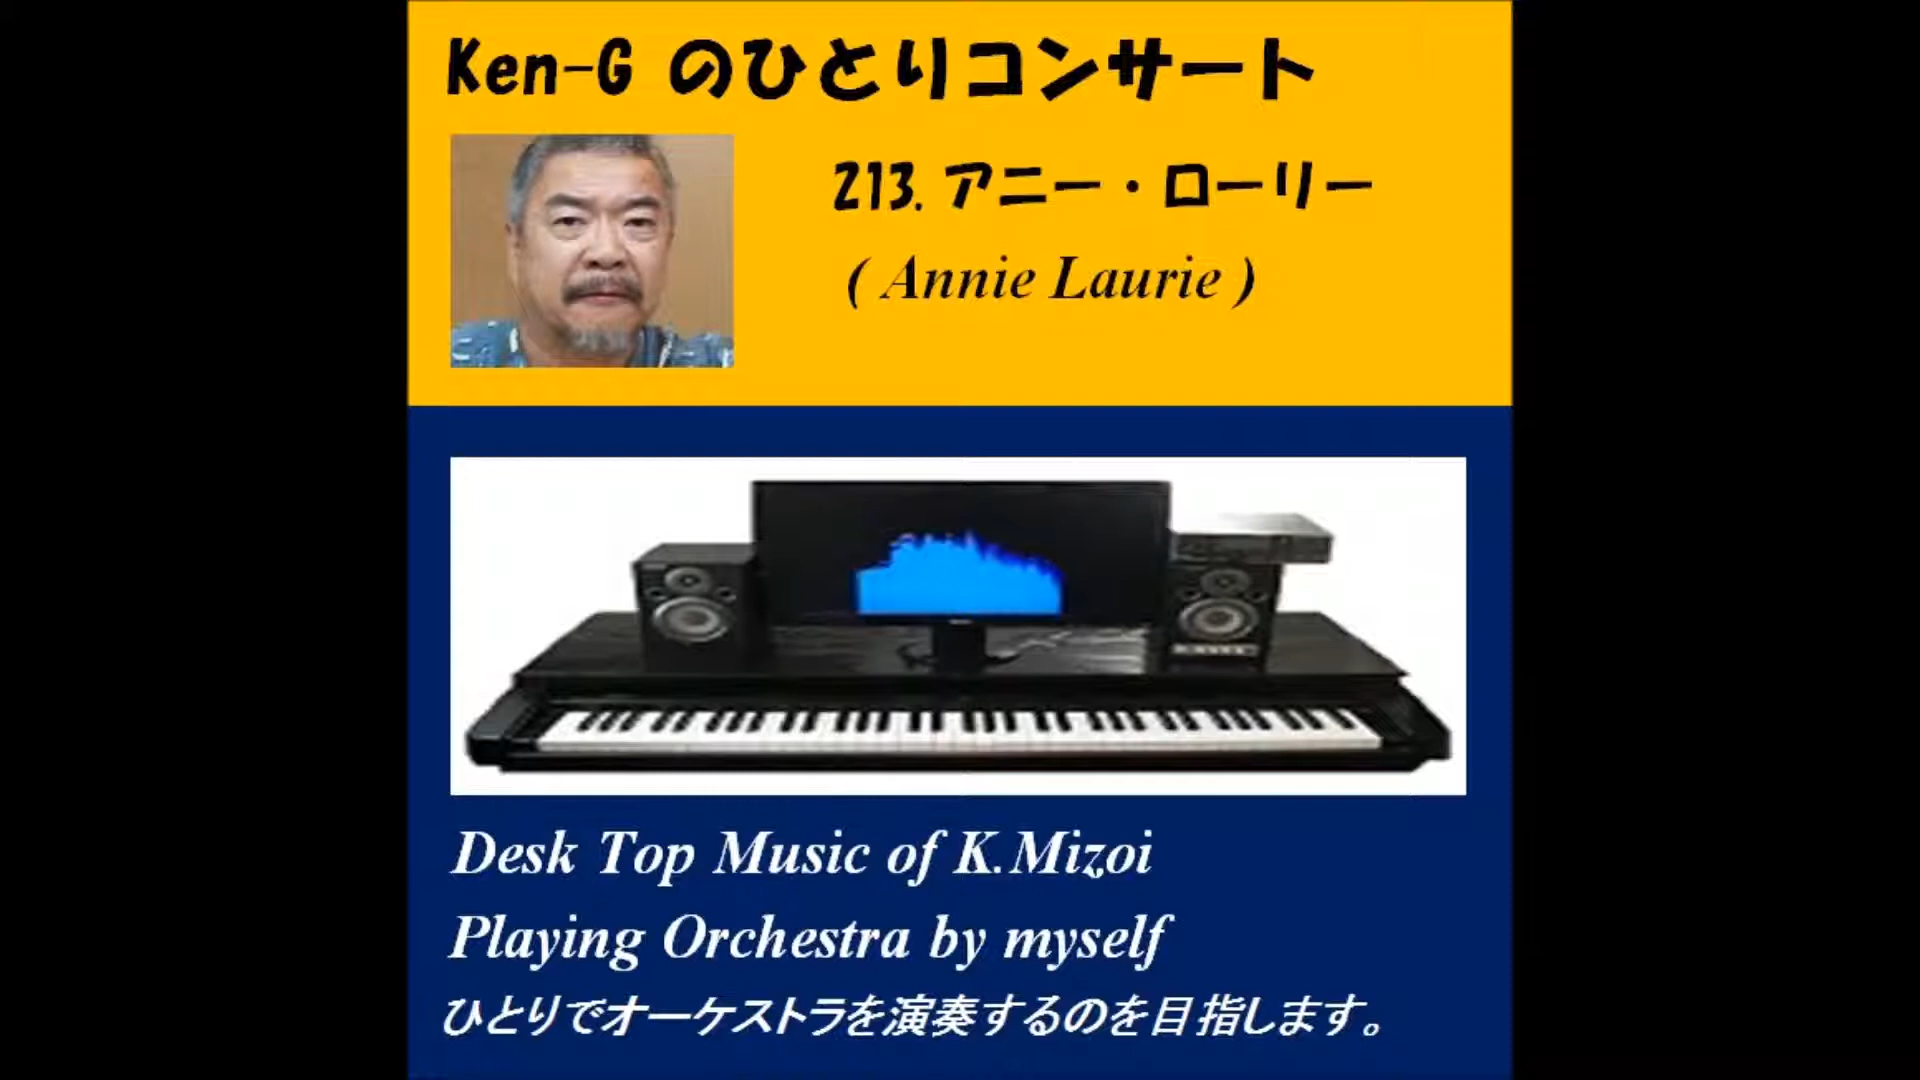 Ken-G のひとりコンサート
213. アニー・ローリー
( Annie Laurie )
Desk Top Music of K.Mizoi
Playing Orchestra by myself
ひとりでオーケストラを演奏するのを目指します。